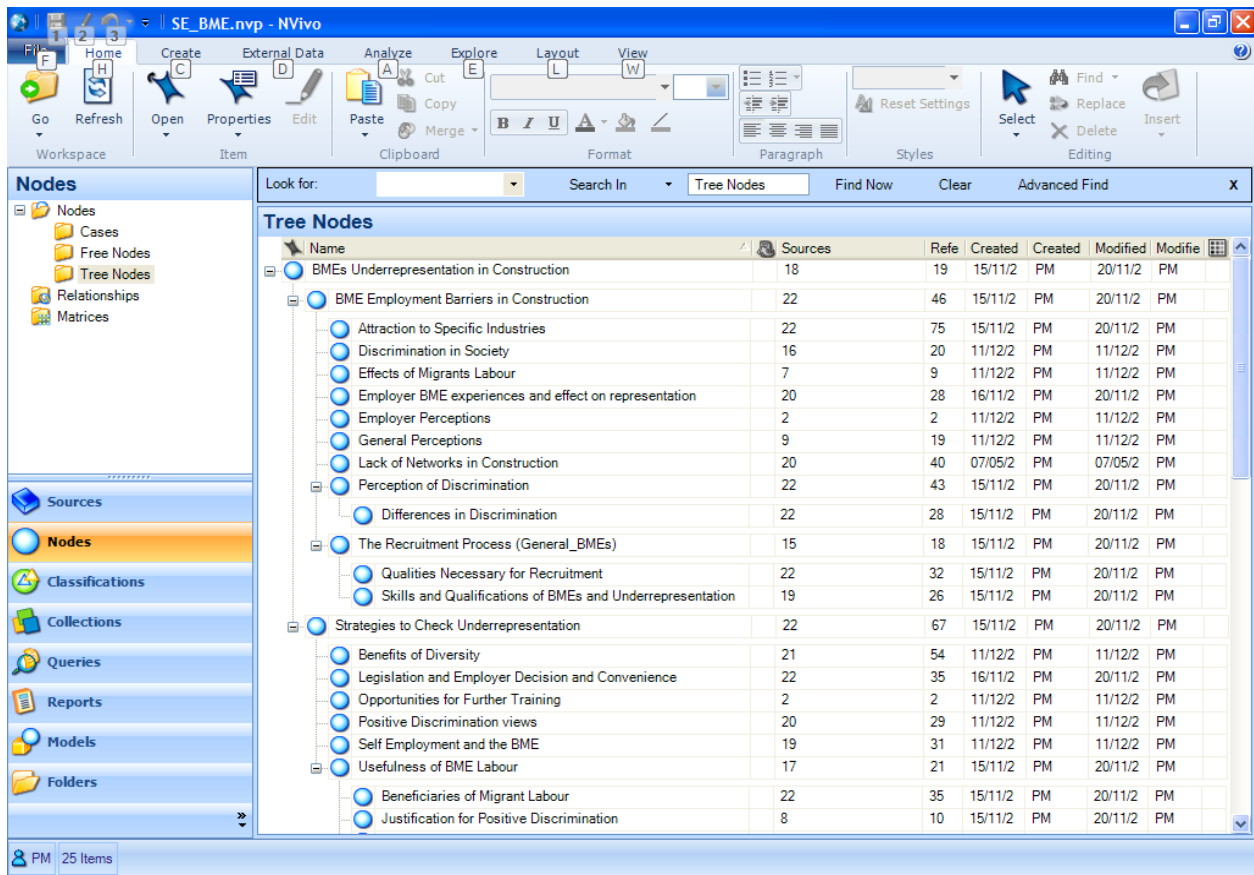 SE_BME.nvp - NVivo
1 2 3
File Home Create External Data Analyze Explore Layout View
F H C D A E L W
Go Refresh Open Properties Edit Paste Cut Copy Merge B I U A Reset Settings Select Find Replace Delete Insert
Workspace Item Clipboard Format Paragraph Styles Editing
Nodes
Nodes
Cases
Free Nodes
Tree Nodes
Relationships
Matrices
Sources
Nodes
Classifications
Collections
Queries
Reports
Models
Folders
Look for: Search In Tree Nodes Find Now Clear Advanced Find x
Tree Nodes
Name Sources Refe Created Created Modified Modifie
BMEs Underrepresentation in Construction 18 19 15/11/2 PM 20/11/2 PM
BME Employment Barriers in Construction 22 46 15/11/2 PM 20/11/2 PM
Attraction to Specific Industries 22 75 15/11/2 PM 20/11/2 PM
Discrimination in Society 16 20 11/12/2 PM 11/12/2 PM
Effects of Migrants Labour 7 9 11/12/2 PM 11/12/2 PM
Employer BME experiences and effect on representation 20 28 16/11/2 PM 20/11/2 PM
Employer Perceptions 2 2 11/12/2 PM 11/12/2 PM
General Perceptions 9 19 11/12/2 PM 11/12/2 PM
Lack of Networks in Construction 20 40 07/05/2 PM 07/05/2 PM
Perception of Discrimination 22 43 15/11/2 PM 20/11/2 PM
Differences in Discrimination 22 28 15/11/2 PM 20/11/2 PM
The Recruitment Process (General_BMEs) 15 18 15/11/2 PM 20/11/2 PM
Qualities Necessary for Recruitment 22 32 15/11/2 PM 20/11/2 PM
Skills and Qualifications of BMEs and Underrepresentation 19 26 15/11/2 PM 20/11/2 PM
Strategies to Check Underrepresentation 22 67 15/11/2 PM 20/11/2 PM
Benefits of Diversity 21 54 11/12/2 PM 11/12/2 PM
Legislation and Employer Decision and Convenience 22 35 16/11/2 PM 20/11/2 PM
Opportunities for Further Training 2 2 11/12/2 PM 11/12/2 PM
Positive Discrimination views 20 29 11/12/2 PM 11/12/2 PM
Self Employment and the BME 19 31 11/12/2 PM 11/12/2 PM
Usefulness of BME Labour 17 21 15/11/2 PM 20/11/2 PM
Beneficiaries of Migrant Labour 22 35 15/11/2 PM 20/11/2 PM
Justification for Positive Discrimination 8 10 15/11/2 PM 20/11/2 PM
PM 25 Items